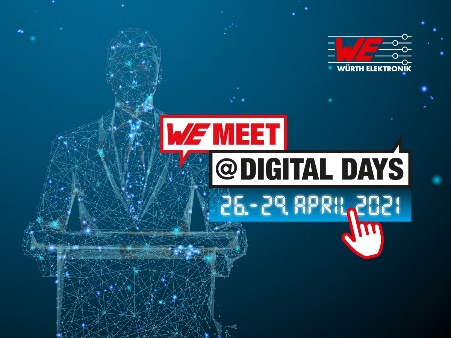 WE
WÜRTH ELEKTRONIK
WE MEET
@DIGITAL DAYS
26.-29. APRIL 2021